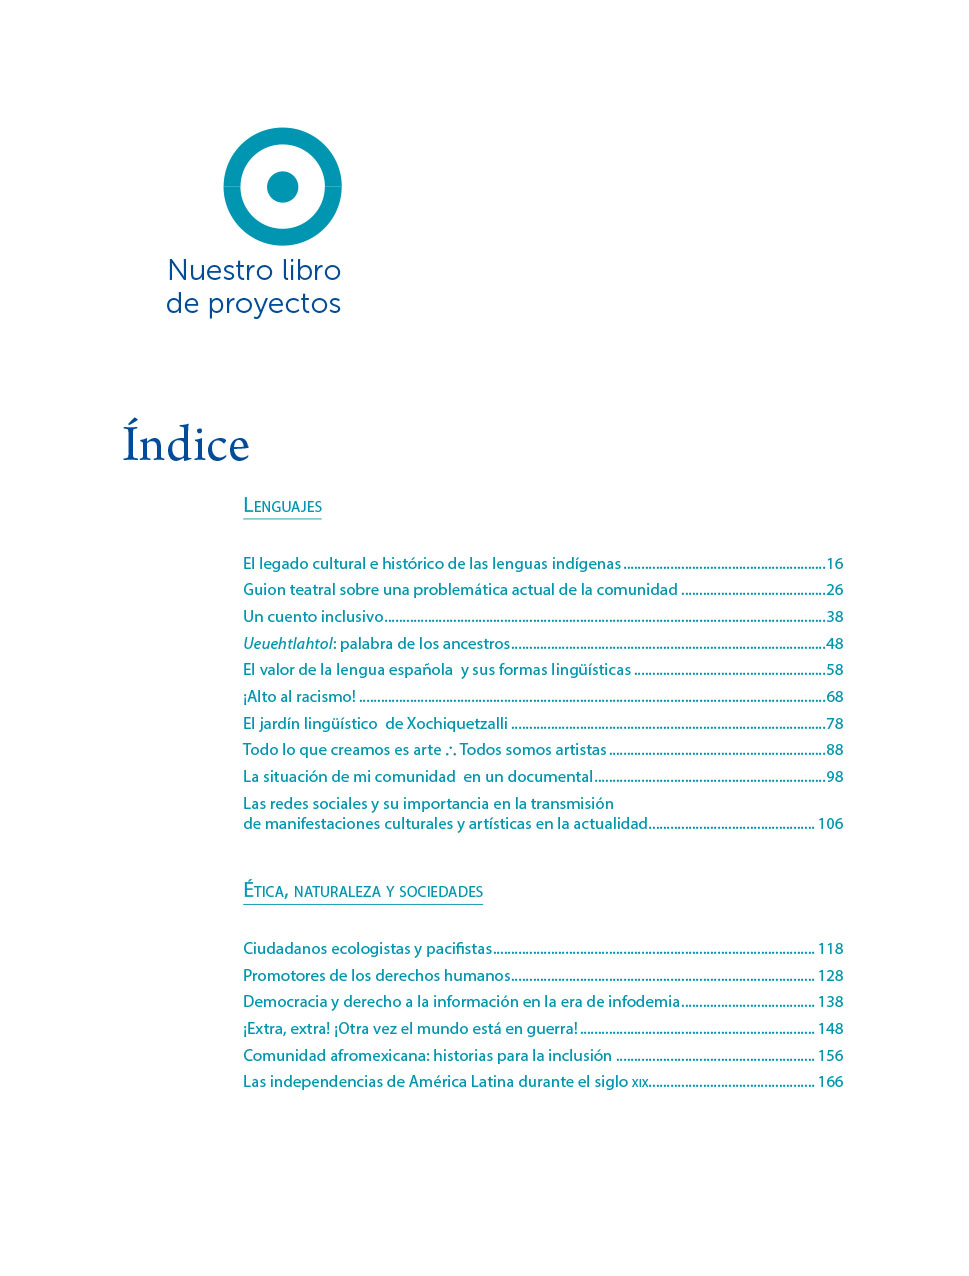 Nuestro libro
de proyectos
Índice
Lenguajes
El legado cultural e histórico de las lenguas indígenas.......................................................16
Guion teatral sobre una problemática actual de la comunidad.......................................26
Un cuento inclusivo.........................................................................................................................38
Ueuehtlahtol: palabra de los ancestros......................................................................................48
El valor de la lengua española y sus formas lingüísticas....................................................58
¡Alto al racismo!................................................................................................................................68
El jardín lingüístico de Xochiquetzalli......................................................................................78
Todo lo que creamos es arte ∴ Todos somos artistas...........................................................88
La situación de mi comunidad en un documental...............................................................98
Las redes sociales y su importancia en la transmisión
de manifestaciones culturales y artísticas en la actualidad............................................. 106
Ética, naturaleza y sociedades
Ciudadanos ecologistas y pacifistas........................................................................................ 118
Promotores de los derechos humanos................................................................................... 128
Democracia y derecho a la información en la era de infodemia.................................... 138
¡Extra, extra! ¡Otra vez el mundo está en guerra!................................................................ 148
Comunidad afromexicana: historias para la inclusión...................................................... 156
Las independencias de América Latina durante el siglo xix............................................. 166